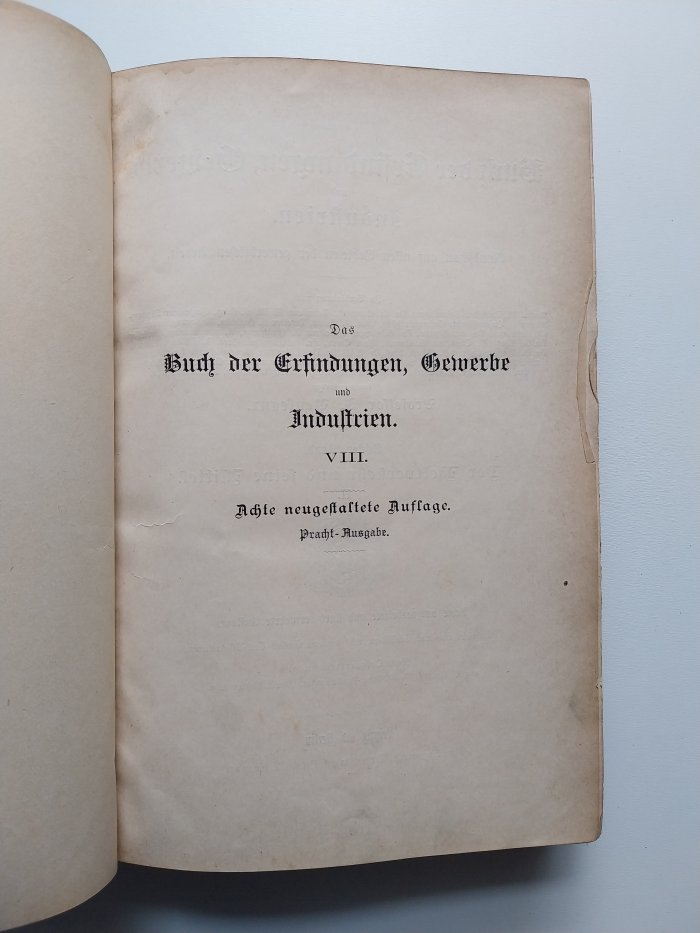 Das
Buch der Erfindungen, Gewerbe
und
Industrien.
VIII.
Achte neugestaltete Auflage.
Pracht-Ausgabe.